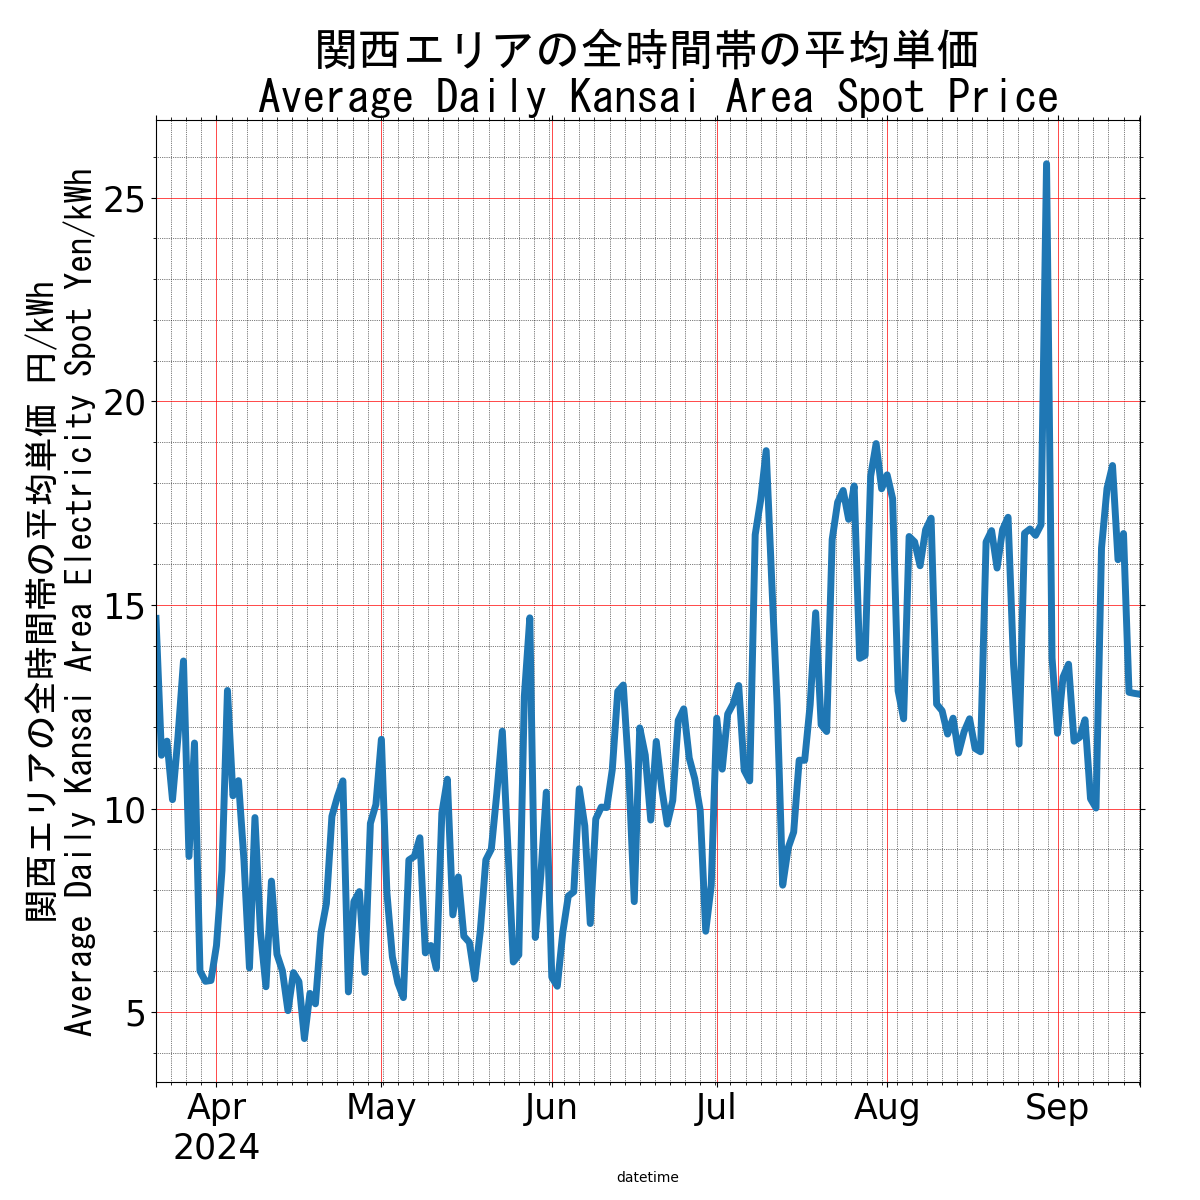 関西エリアの全時間帯の平均単価
Average Daily Kansai Area Spot Price
関西エリアの全時間帯の平均単価 円/kWh
Average Daily Kansai Area Electricity Spot Yen/kWh
25
20
15
10
5
Apr May Jun Jul Aug Sep
2024
datetime